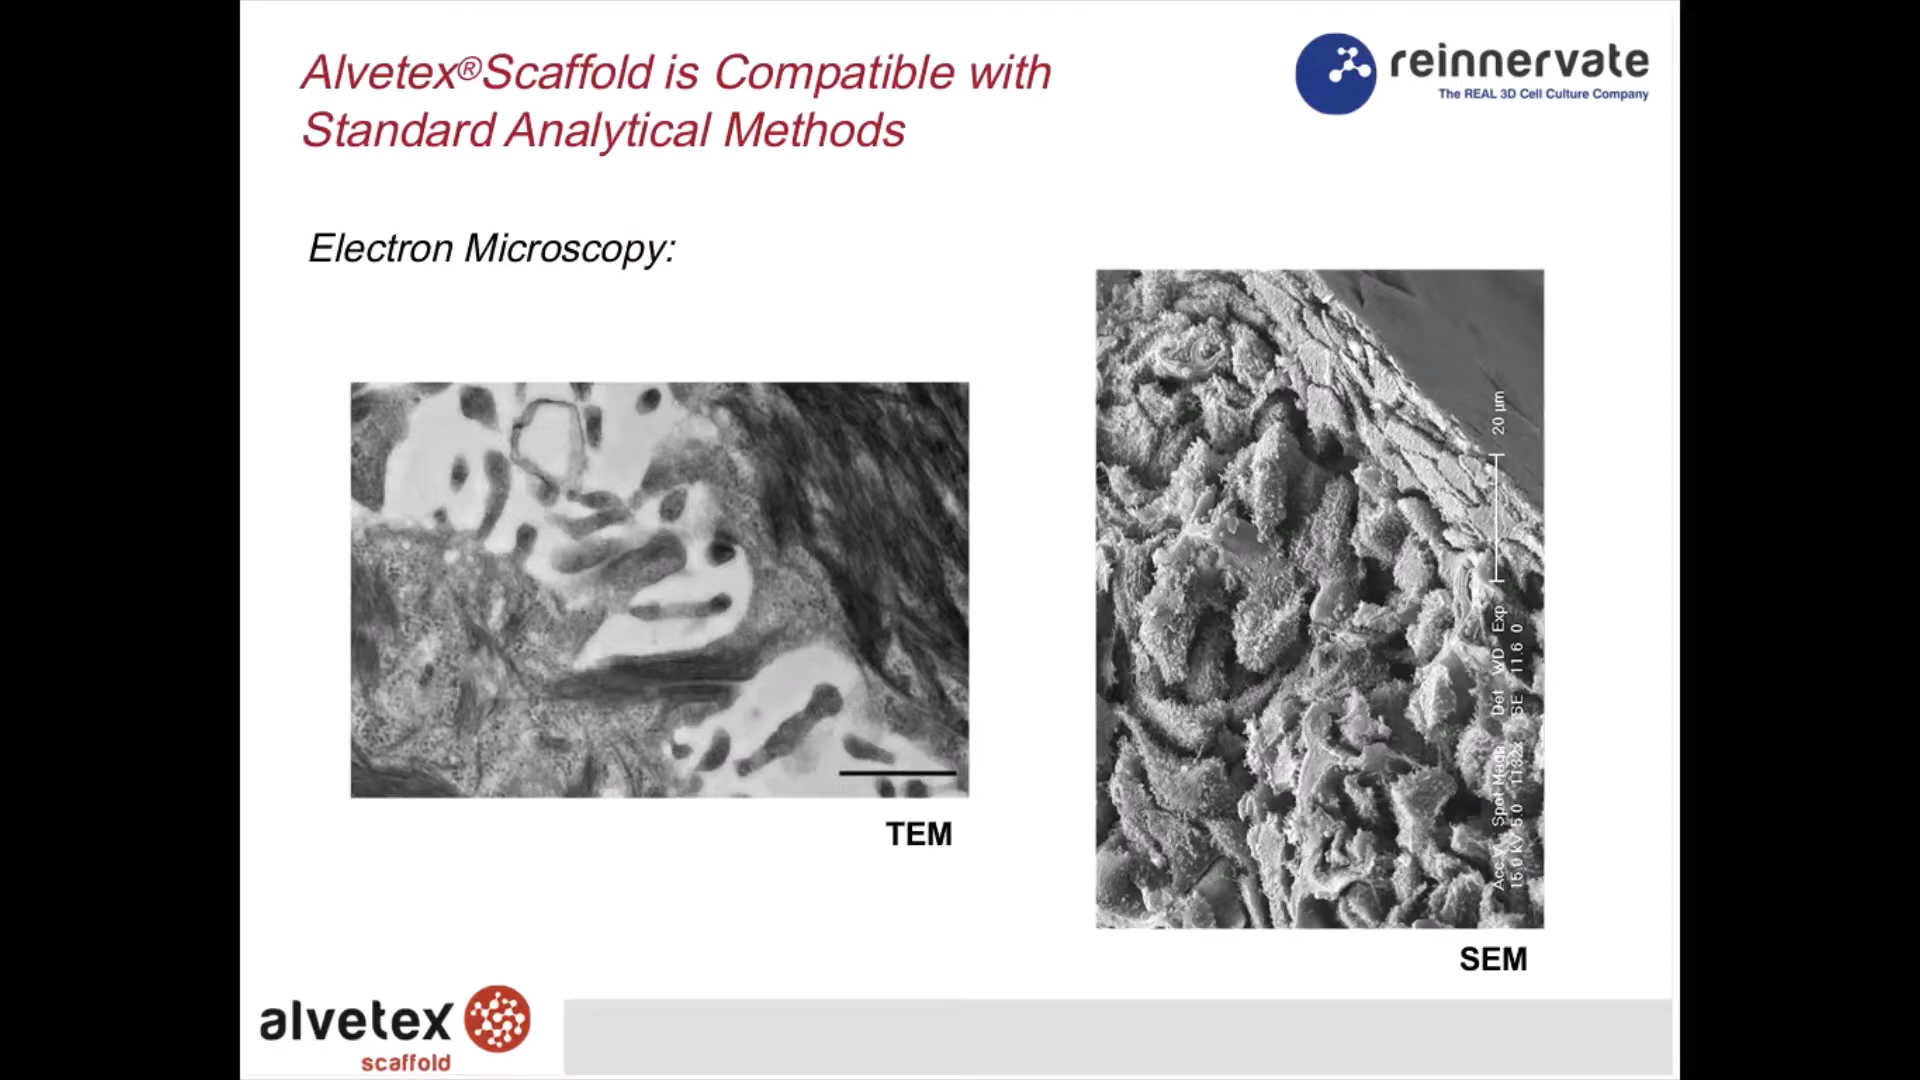 Alvetex®Scaffold is Compatible with
Standard Analytical Methods
reinnervate
The REAL 3D Cell Culture Company
Electron Microscopy:
TEM
20 µm
Acc.V Spot Magn Det WD Exp
15.0 kV 5.0 1132x SE 11.6 0
SEM
alvetex
scaffold